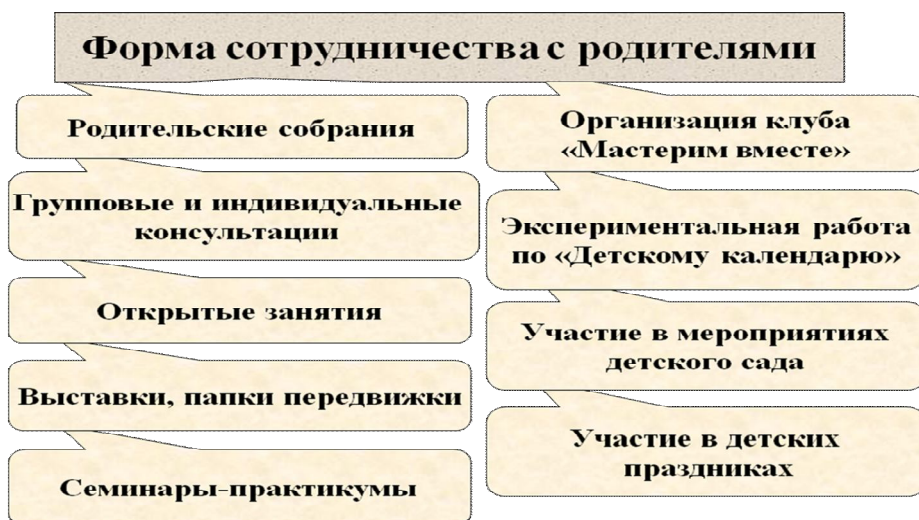 Форма сотрудничества с родителями
Родительские собрания
Групповые и индивидуальные
консультации
Открытые занятия
Выставки, папки передвижки
Семинары-практикумы
Организация клуба
«Мастерим вместе»
Экспериментальная работа
по «Детскому календарю»
Участие в мероприятиях
детского сада
Участие в детских
праздниках